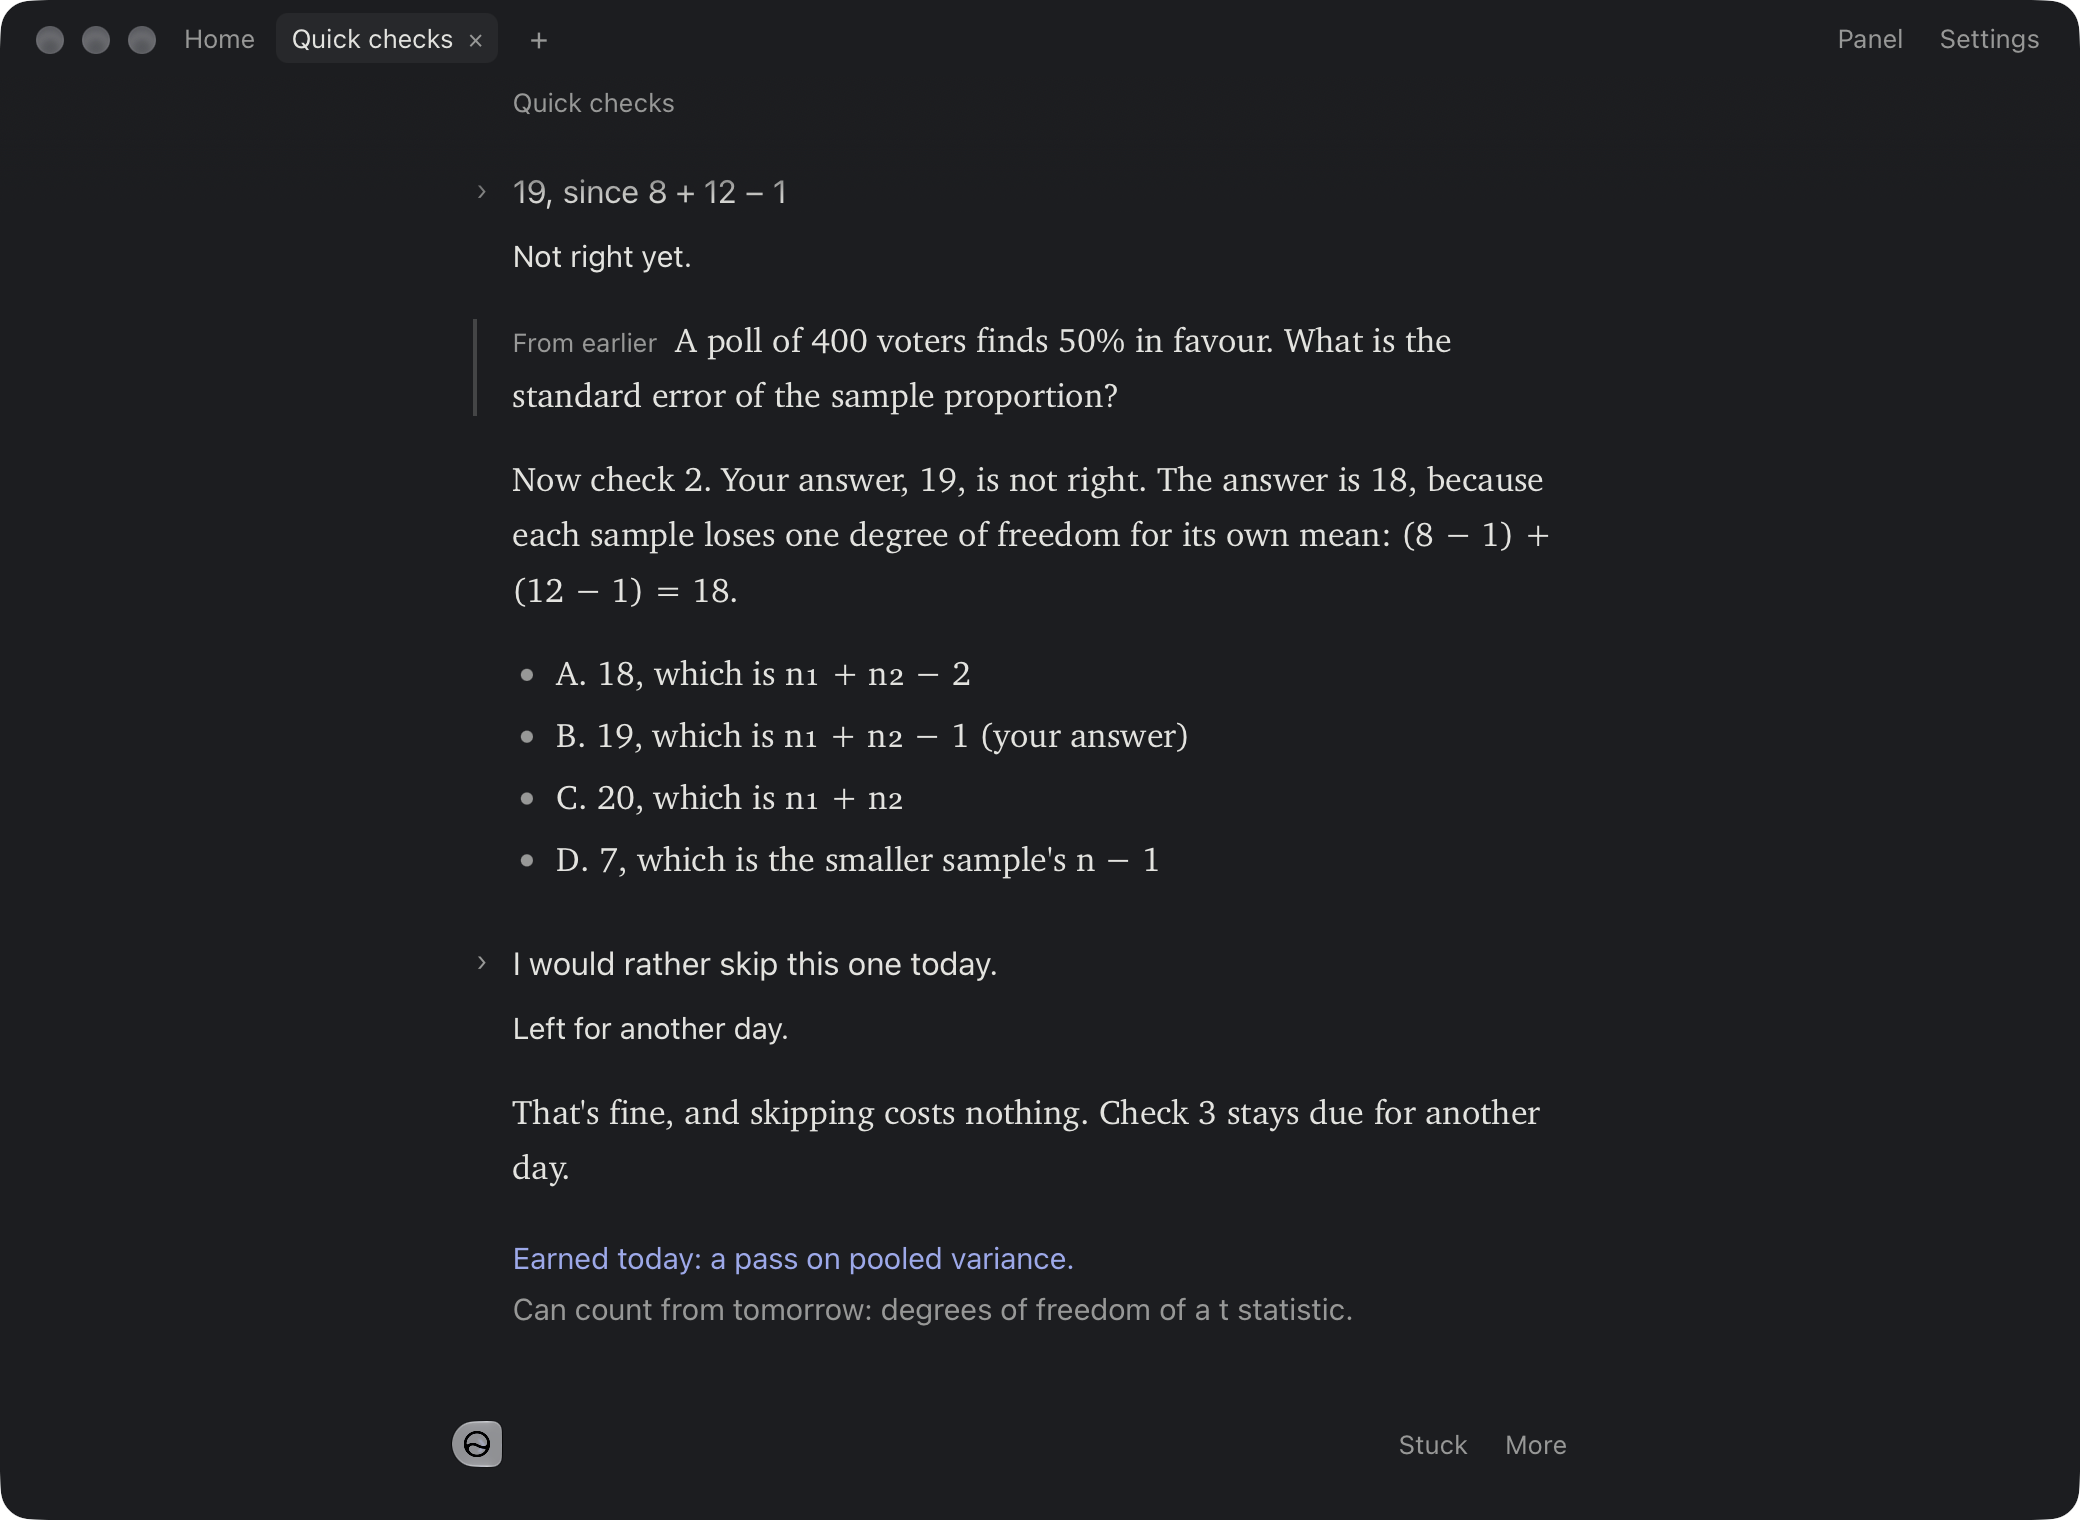 Home
Quick checks ×
+
Panel
Settings
Quick checks
› 19, since 8 + 12 – 1
Not right yet.
From earlier A poll of 400 voters finds 50% in favour. What is the
standard error of the sample proportion?
Now check 2. Your answer, 19, is not right. The answer is 18, because
each sample loses one degree of freedom for its own mean: (8 − 1) +
(12 − 1) = 18.
• A. 18, which is n₁ + n₂ − 2
• B. 19, which is n₁ + n₂ − 1 (your answer)
• C. 20, which is n₁ + n₂
• D. 7, which is the smaller sample's n − 1
› I would rather skip this one today.
Left for another day.
That's fine, and skipping costs nothing. Check 3 stays due for another
day.
Earned today: a pass on pooled variance.
Can count from tomorrow: degrees of freedom of a t statistic.
Stuck
More